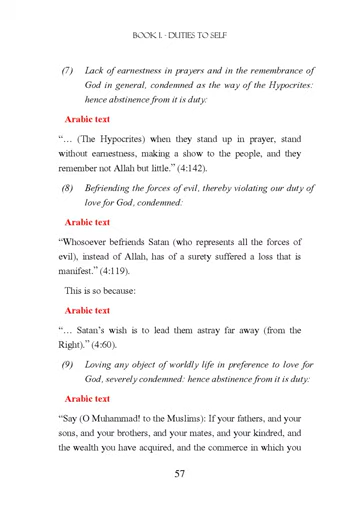 BOOK I. - DUTIES TO SELF
(7) Lack of earnestness in prayers and in the remembrance of
God in general, condemned as the way of the Hypocrites:
hence abstinence from it is duty:
Arabic text
“… (The Hypocrites) when they stand up in prayer, stand
without earnestness, making a show to the people, and they
remember not Allah but little.” (4:142).
(8) Befriending the forces of evil, thereby violating our duty of
love for God, condemned:
Arabic text
“Whosoever befriends Satan (who represents all the forces of
evil), instead of Allah, has of a surety suffered a loss that is
manifest.” (4:119).
This is so because:
Arabic text
“… Satan’s wish is to lead them astray far away (from the
Right).” (4:60).
(9) Loving any object of worldly life in preference to love for
God, severely condemned: hence abstinence from it is duty:
Arabic text
“Say (O Muhammad! to the Muslims): If your fathers, and your
sons, and your brothers, and your mates, and your kindred, and
the wealth you have acquired, and the commerce in which you
57